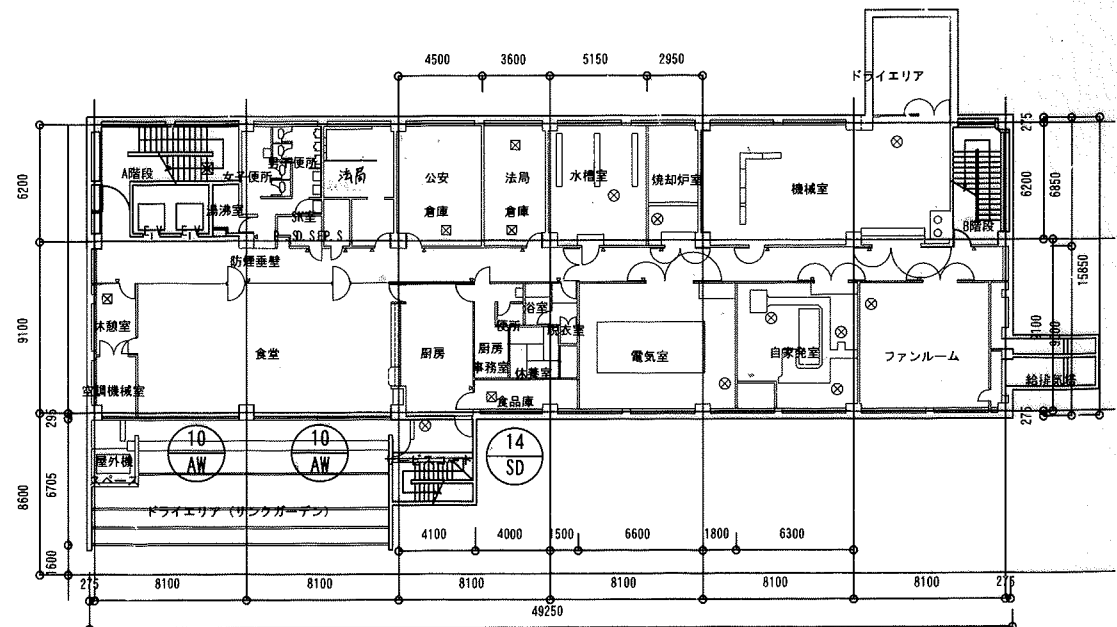 4500
3600
5150
2950
ドライエリア
275
6200
A階段
女子便所
男子便所
法局
公安
倉庫
法局
倉庫
水槽室
焼却炉室
機械室
6200
6850
湯沸室
SK室
B階段
防煙垂壁
15850
9100
休憩室
食堂
空調機械室
厨房
便所
浴室
脱衣室
厨房
事務室
休養室
食品庫
電気室
自家発室
ファンルーム
給排気塔
9100
275
295
10
AW
10
AW
14
SD
屋外機
スペース
8600
6705
ドライエリア (サンクガーデン)
4100
4000
1500
6600
1800
6300
1600
275
8100
8100
8100
8100
8100
8100
275
49250